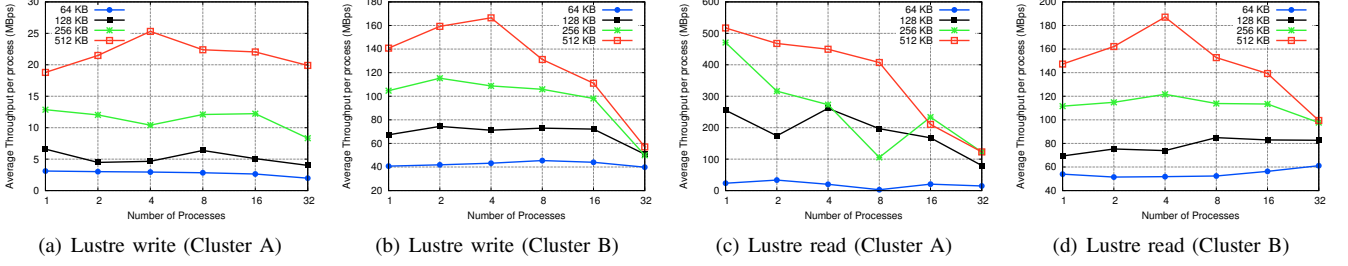 30
25
20
15
10
5
0
Average Throughput per process (MBps)
64 KB
128 KB
256 KB
512 KB
1 2 4 8 16 32
Number of Processes
(a) Lustre write (Cluster A)
180
160
140
120
100
80
60
40
20
Average Throughput per process (MBps)
64 KB
128 KB
256 KB
512 KB
1 2 4 8 16 32
Number of Processes
(b) Lustre write (Cluster B)
600
500
400
300
200
100
0
Average Throughput per process (MBps)
64 KB
128 KB
256 KB
512 KB
1 2 4 8 16 32
Number of Processes
(c) Lustre read (Cluster A)
200
180
160
140
120
100
80
60
40
Average Throughput per process (MBps)
64 KB
128 KB
256 KB
512 KB
1 2 4 8 16 32
Number of Processes
(d) Lustre read (Cluster B)